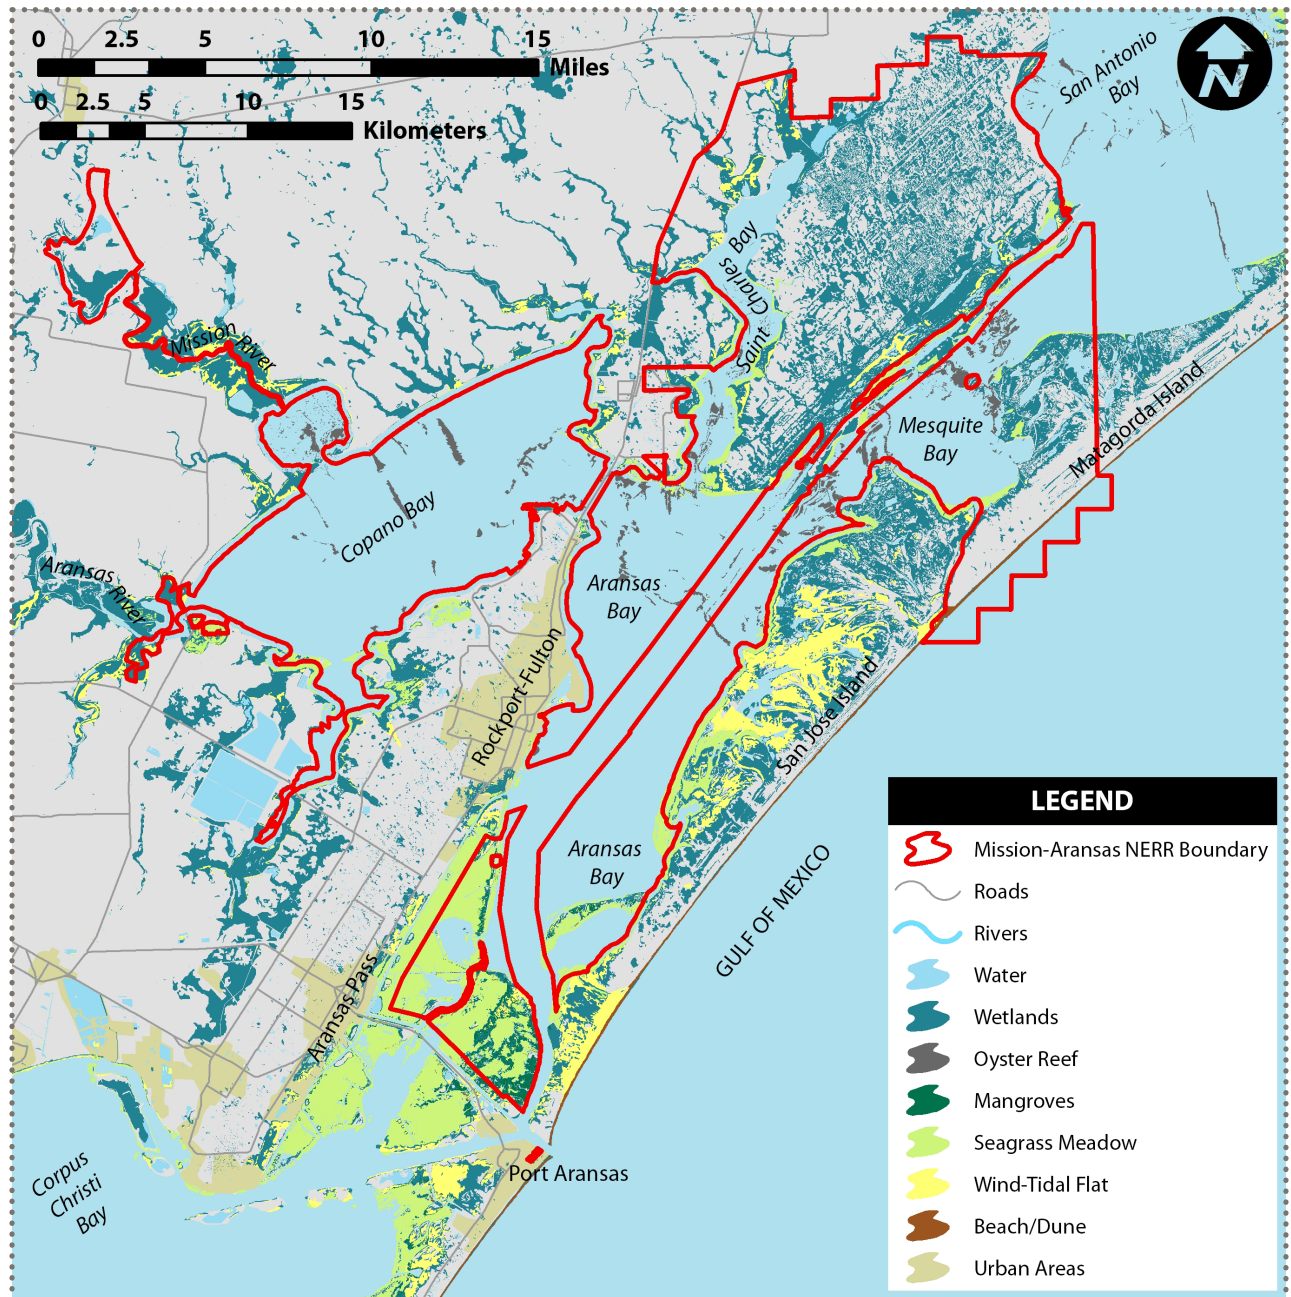 0 2.5 5 10 15
Miles
0 2.5 5 10 15
Kilometers
N
San Antonio
Bay
Saint Charles Bay
Mission River
Mesquite
Bay
Matagorda Island
Copano Bay
Aransas
River
Aransas
Bay
Rockport-Fulton
San Jose Island
Aransas
Bay
GULF OF MEXICO
Aransas Pass
Port Aransas
Corpus
Christi
Bay
LEGEND
Mission-Aransas NERR Boundary
Roads
Rivers
Water
Wetlands
Oyster Reef
Mangroves
Seagrass Meadow
Wind-Tidal Flat
Beach/Dune
Urban Areas